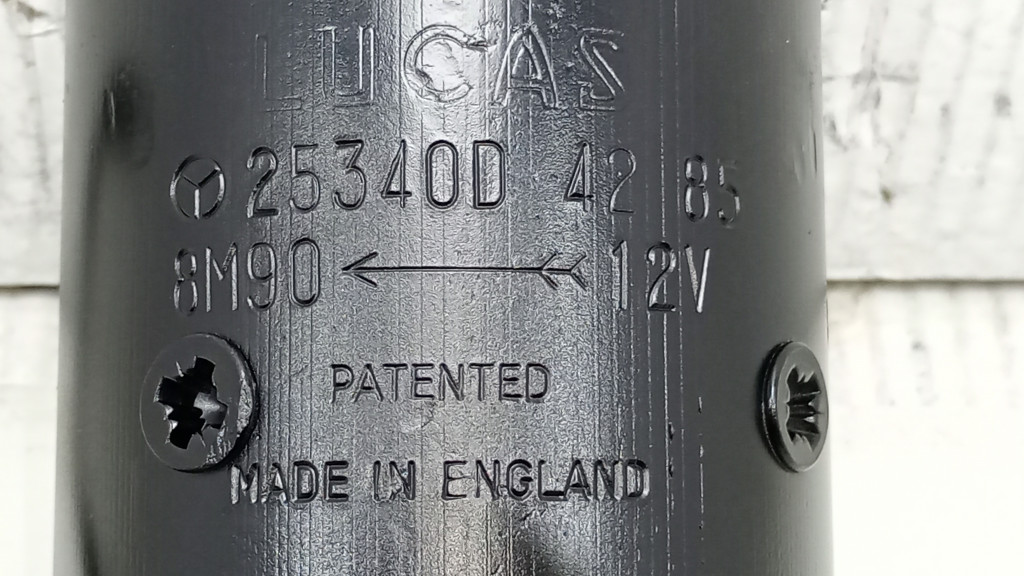 LUCAS
25340D 42 85
8M90 12V
PATENTED
MADE IN ENGLAND